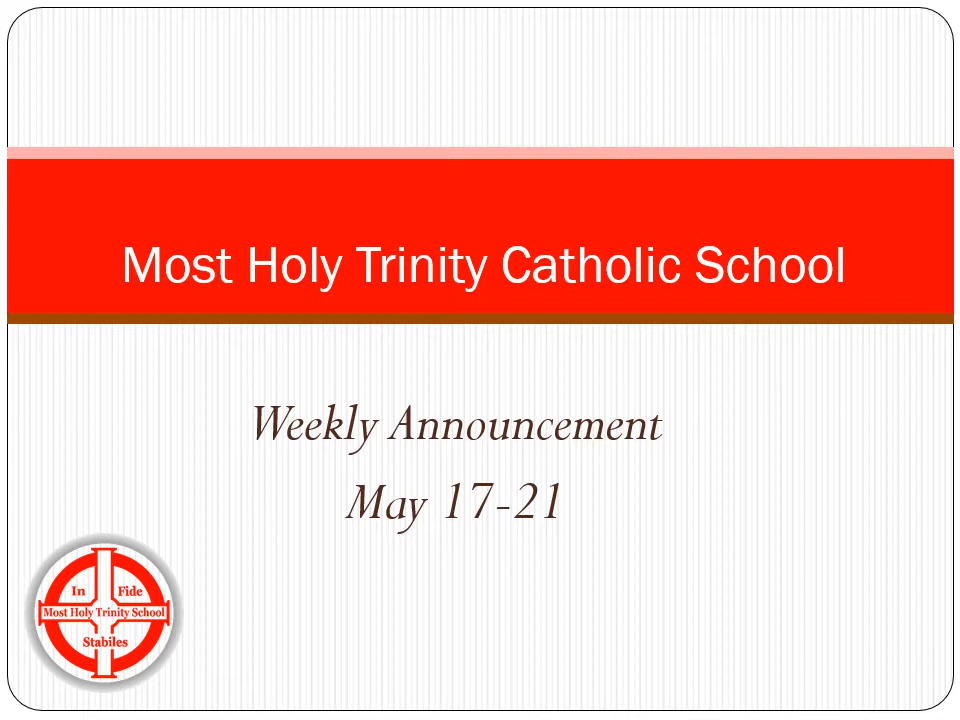 Most Holy Trinity Catholic School
Weekly Announcement
May 17-21
In Fide
Most Holy Trinity School
Stabiles